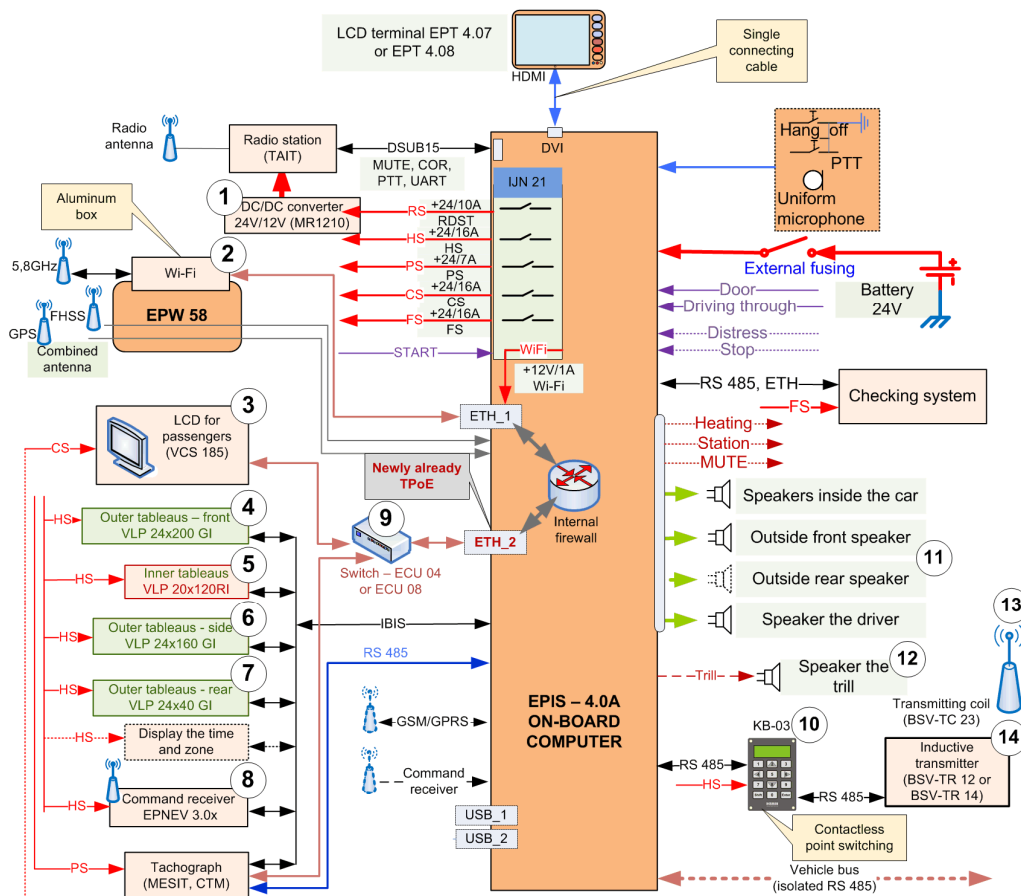 LCD terminal EPT 4.07
or EPT 4.08
HDMI
Single
connecting
cable
DVI
Radio
antenna
Radio station
(TAIT)
DSUB15
MUTE, COR,
PTT, UART
IJN 21
Hang off
PTT
Uniform
microphone
Aluminum
box
1
DC/DC converter
24V/12V (MR1210)
RS
+24/10A
RDST
HS
+24/16A
HS
PS
+24/7A
PS
CS
+24/16A
CS
FS
+24/16A
FS
START
WiFi
+12V/1A
Wi-Fi
2
5,8GHz
Wi-Fi
FHSS
GPS
EPW 58
Combined
antenna
External fusing
Battery
24V
Door
Driving through
Distress
Stop
RS 485, ETH
FS
Checking system
Heating
Station
MUTE
ETH_1
Newly already
TPoE
ETH_2
Internal
firewall
3
LCD for
passengers
(VCS 185)
CS
9
Switch – ECU 04
or ECU 08
4
HS
Outer tableaus – front
VLP 24x200 GI
5
HS
Inner tableaus
VLP 20x120RI
6
HS
Outer tableaus - side
VLP 24x160 GI
7
HS
Outer tableaus - rear
VLP 24x40 GI
HS
Display the time
and zone
8
HS
Command receiver
EPNEV 3.0x
PS
Tachograph
(MESIT, CTM)
IBIS
RS 485
GSM/GPRS
Command
receiver
USB_1
USB_2
EPIS – 4.0A
ON-BOARD
COMPUTER
Speakers inside the car
Outside front speaker
11
Outside rear speaker
Speaker the driver
Trill
Speaker the
trill
12
13
Transmitting coil
(BSV-TC 23)
KB-03
10
RS 485
HS
RS 485
14
Inductive
transmitter
(BSV-TR 12 or
BSV-TR 14)
Contactless
point switching
Vehicle bus
(isolated RS 485)